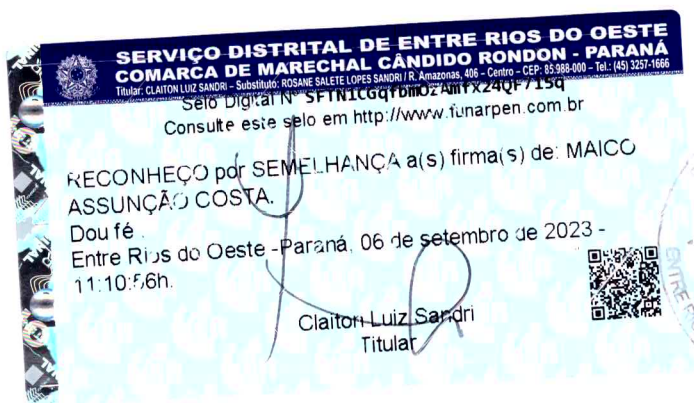 SERVIÇO DISTRITAL DE ENTRE RIOS DO OESTE
COMARCA DE MARECHAL CÂNDIDO RONDON - PARANÁ
Titular: CLAITON LUIZ SANDRI - Substituto: ROSANE SALETE LOPES SANDRI / R. Amazonas, 406 - Centro - CEP: 85.988-000 - Tel.: (45) 3257-1666
Selo Digital Nº
Consulte este selo em http://www.funarpen.com.br
RECONHEÇO por SEMELHANÇA a(s) firma(s) de: MAICO
ASSUNÇÃO COSTA.
Dou fé.
Entre Rios do Oeste -Paraná, 06 de setembro de 2023 -
11:10:56h.
Claiton Luiz Sandri
Titular
ENTRE